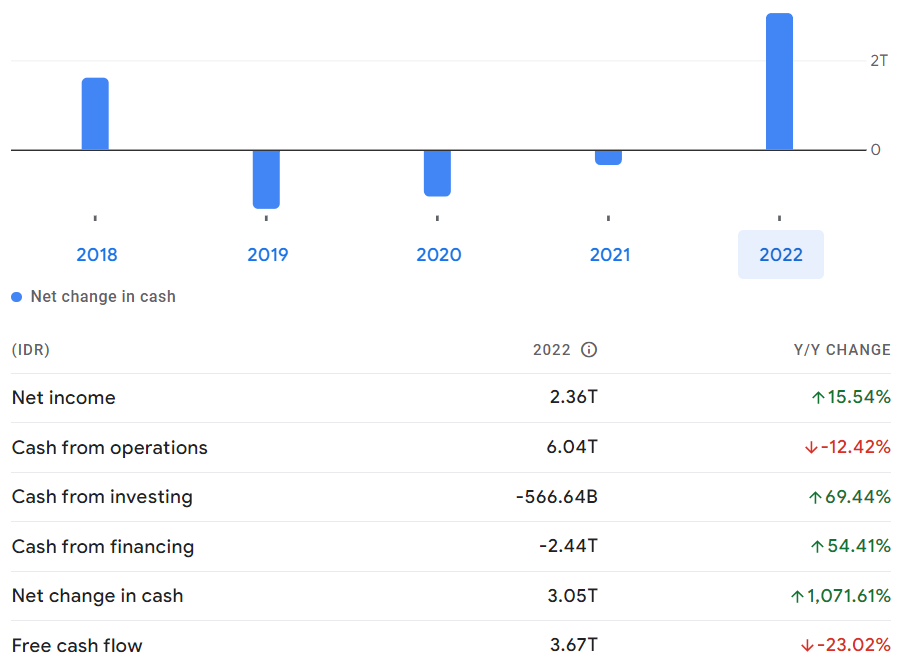 2T
0
2018 2019 2020 2021 2022
Net change in cash
(IDR) 2022 Y/Y CHANGE
Net income 2.36T ↑15.54%
Cash from operations 6.04T ↓-12.42%
Cash from investing -566.64B ↑69.44%
Cash from financing -2.44T ↑54.41%
Net change in cash 3.05T ↑1,071.61%
Free cash flow 3.67T ↓-23.02%